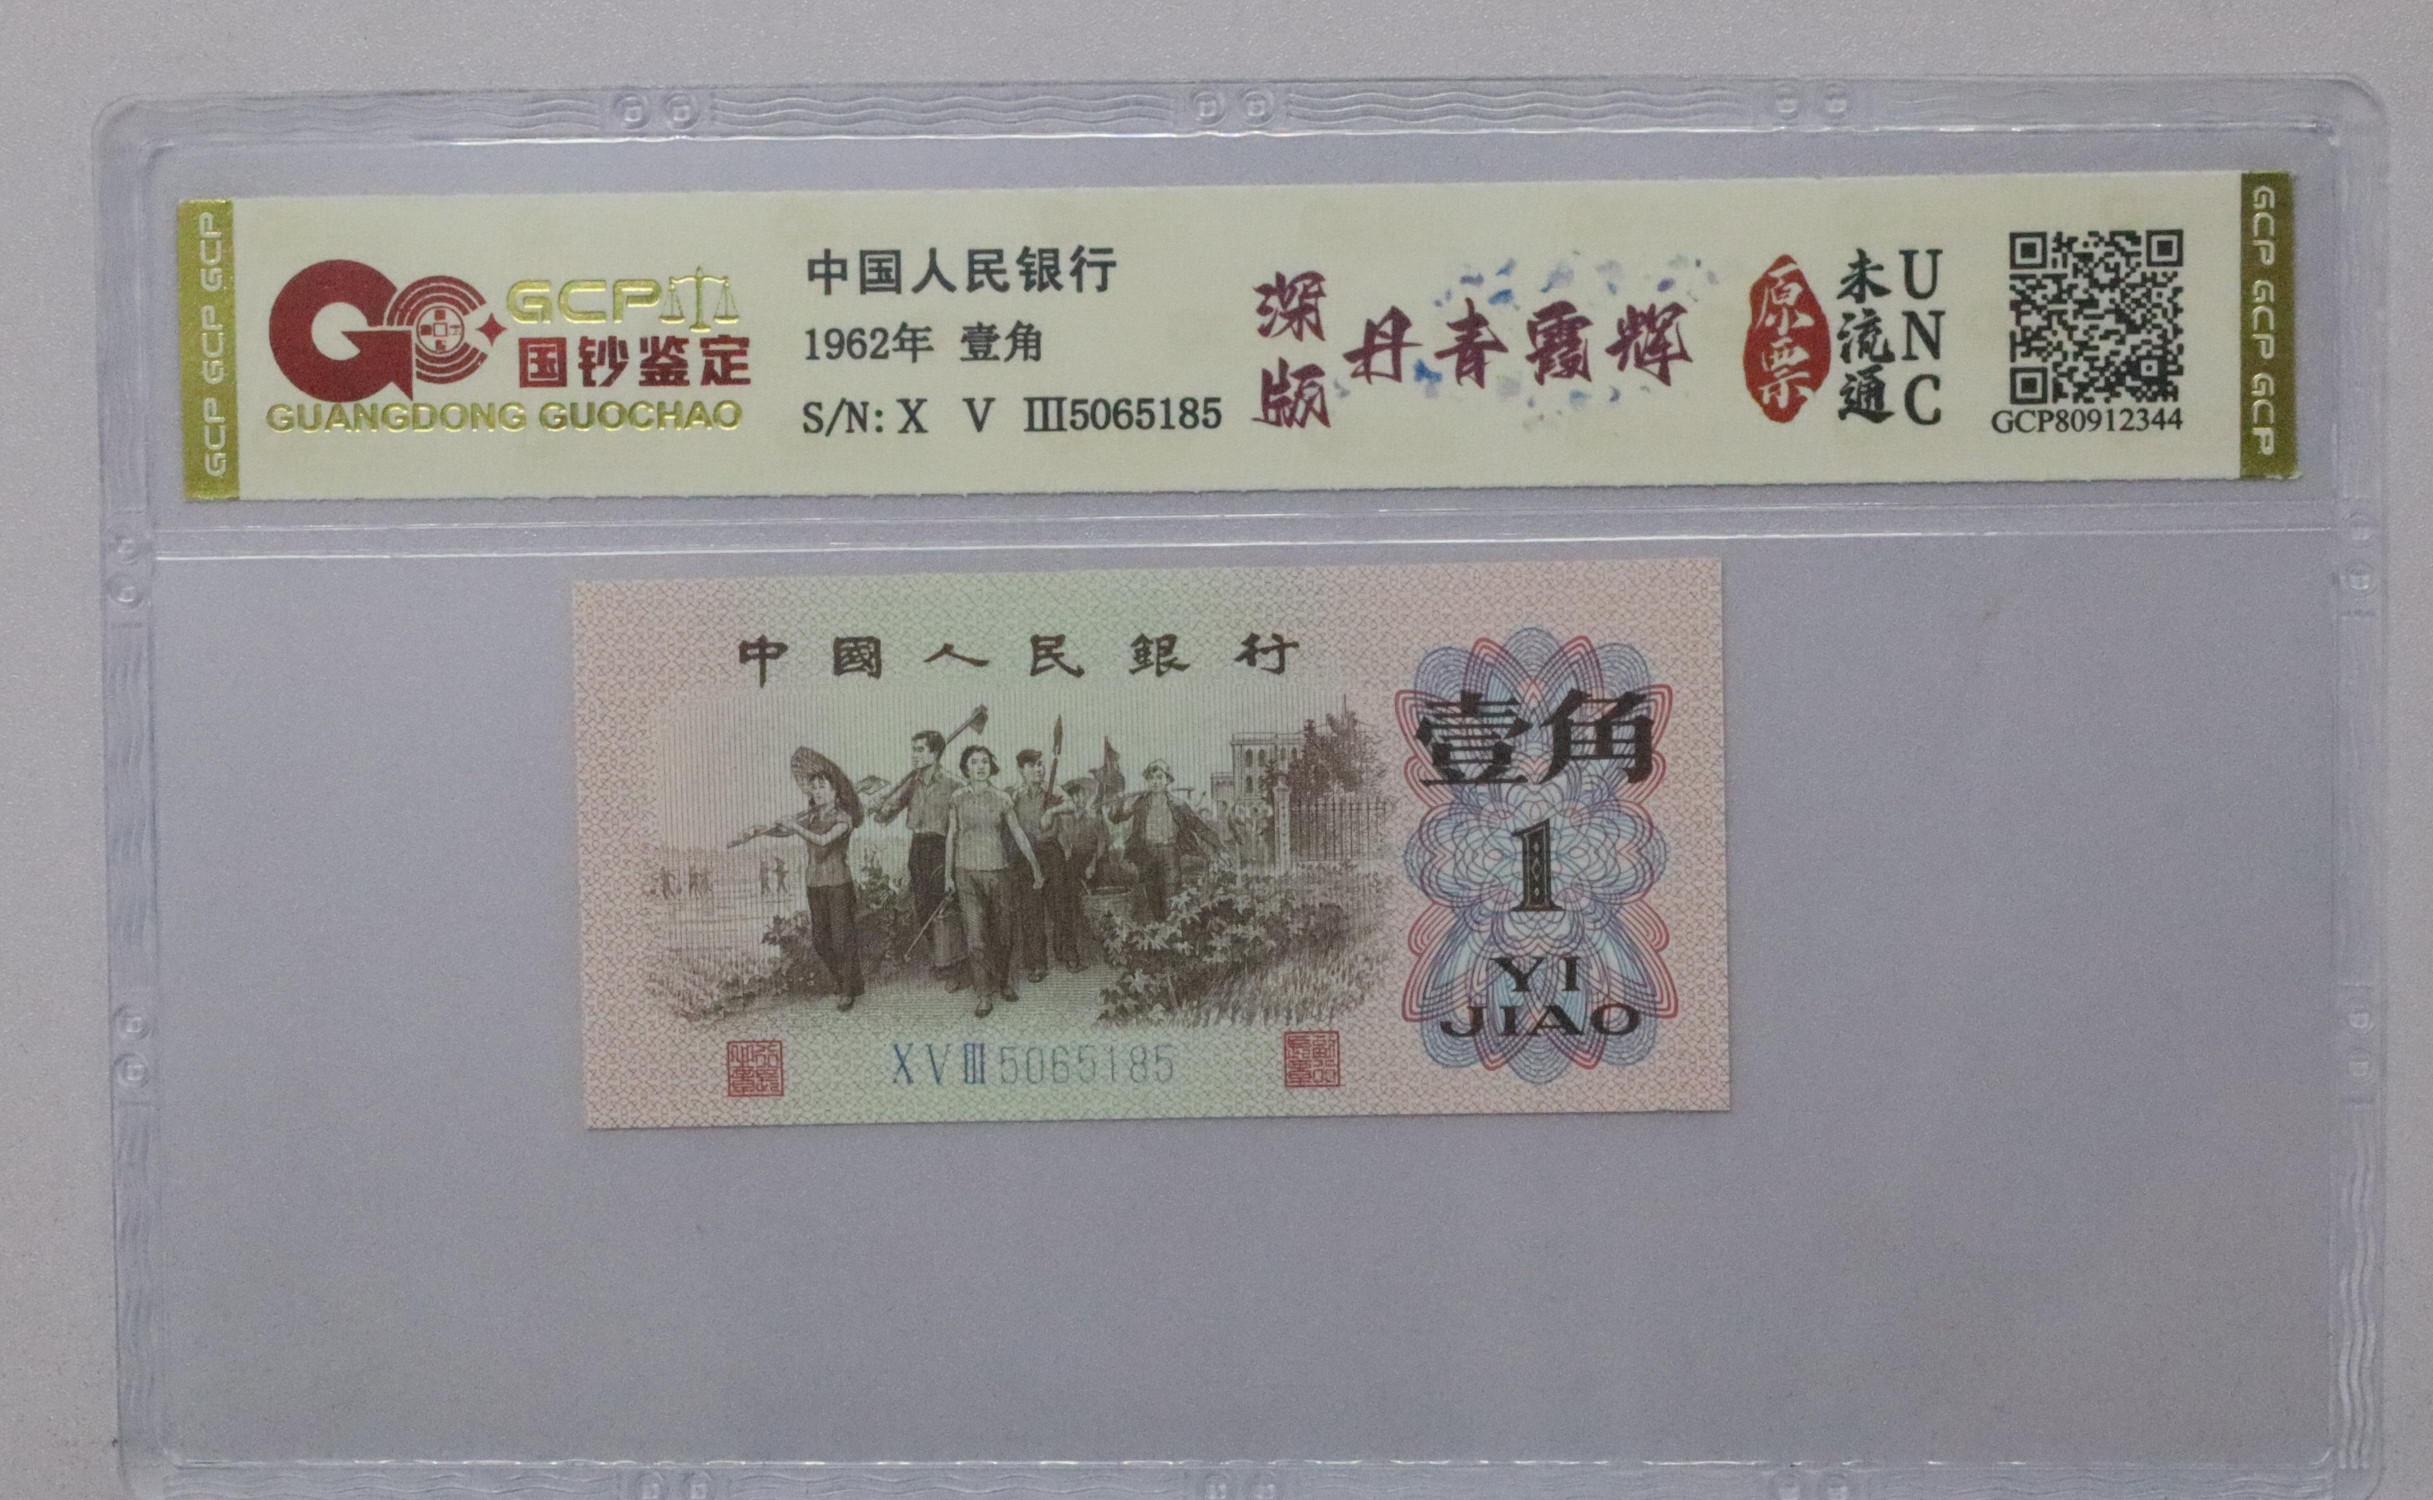 GCP GCP GCP
GCP
国钞鉴定
GUANGDONG GUOCHAO
中国人民银行
1962年 壹角
S/N: X V Ⅲ5065185
深版
丹青霞辉
原票
未流通
UNC
GCP80912344
GCP GCP GCP
中國人民銀行
壹角
1
YI
JIAO
X V Ⅲ 5065185